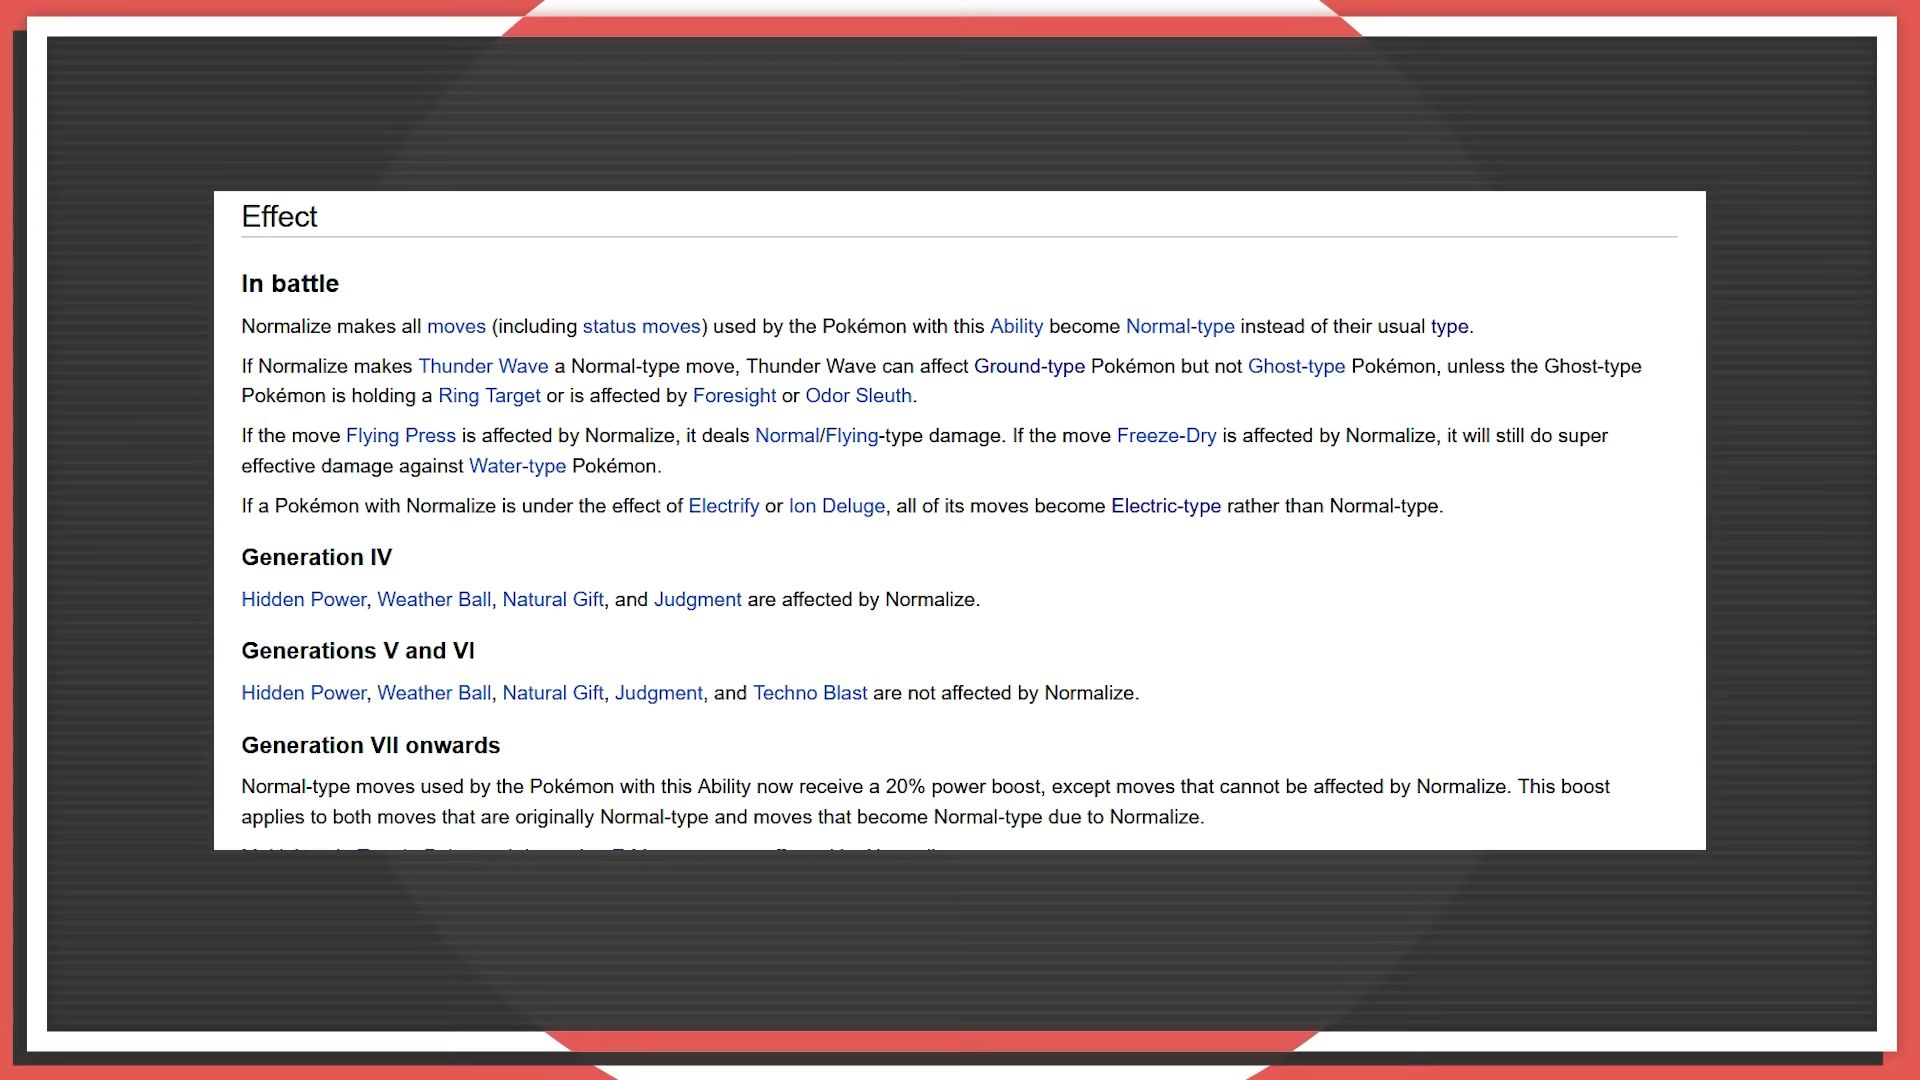 Effect
In battle
Normalize makes all moves (including status moves) used by the Pokémon with this Ability become Normal-type instead of their usual type.
If Normalize makes Thunder Wave a Normal-type move, Thunder Wave can affect Ground-type Pokémon but not Ghost-type Pokémon, unless the Ghost-type
Pokémon is holding a Ring Target or is affected by Foresight or Odor Sleuth.
If the move Flying Press is affected by Normalize, it deals Normal/Flying-type damage. If the move Freeze-Dry is affected by Normalize, it will still do super
effective damage against Water-type Pokémon.
If a Pokémon with Normalize is under the effect of Electrify or Ion Deluge, all of its moves become Electric-type rather than Normal-type.
Generation IV
Hidden Power, Weather Ball, Natural Gift, and Judgment are affected by Normalize.
Generations V and VI
Hidden Power, Weather Ball, Natural Gift, Judgment, and Techno Blast are not affected by Normalize.
Generation VII onwards
Normal-type moves used by the Pokémon with this Ability now receive a 20% power boost, except moves that cannot be affected by Normalize. This boost
applies to both moves that are originally Normal-type and moves that become Normal-type due to Normalize.